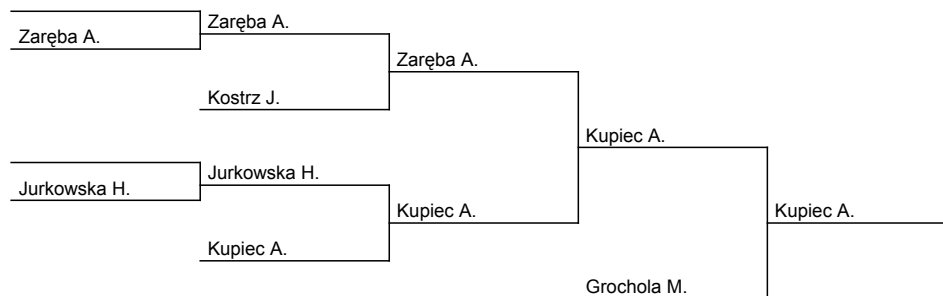 Zaręba A.
Zaręba A.
Zaręba A.
Kostrz J.
Kupiec A.
Jurkowska H.
Jurkowska H.
Kupiec A.
Kupiec A.
Kupiec A.
Grochola M.